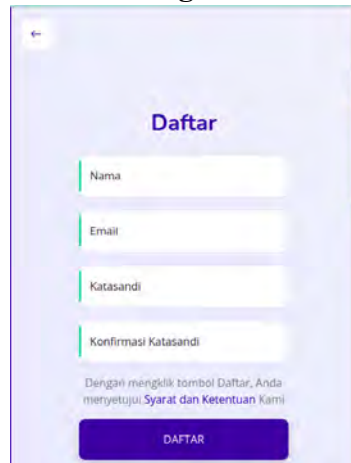 Daftar
Nama
Email
Katasandi
Konfirmasi Katasandi
Dengan mengklik tombol Daftar, Anda
menyetujui Syarat dan Ketentuan Kami
DAFTAR